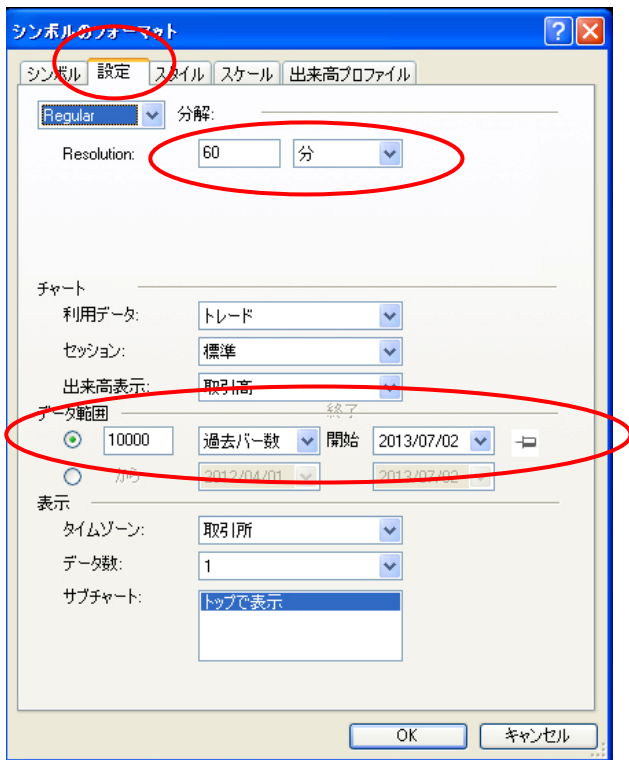 シンボルのフォーマット
シンボル 設定 スタイル スケール 出来高プロファイル
Regular 分解:
Resolution: 60 分
チャート
利用データ: トレード
セッション: 標準
出来高表示: 取引高
データ範囲 終了
10000 過去バー数 開始 2013/07/02
から 2012/04/01 2013/07/02
表示
タイムゾーン: 取引所
データ数: 1
サブチャート: トップで表示
OK キャンセル